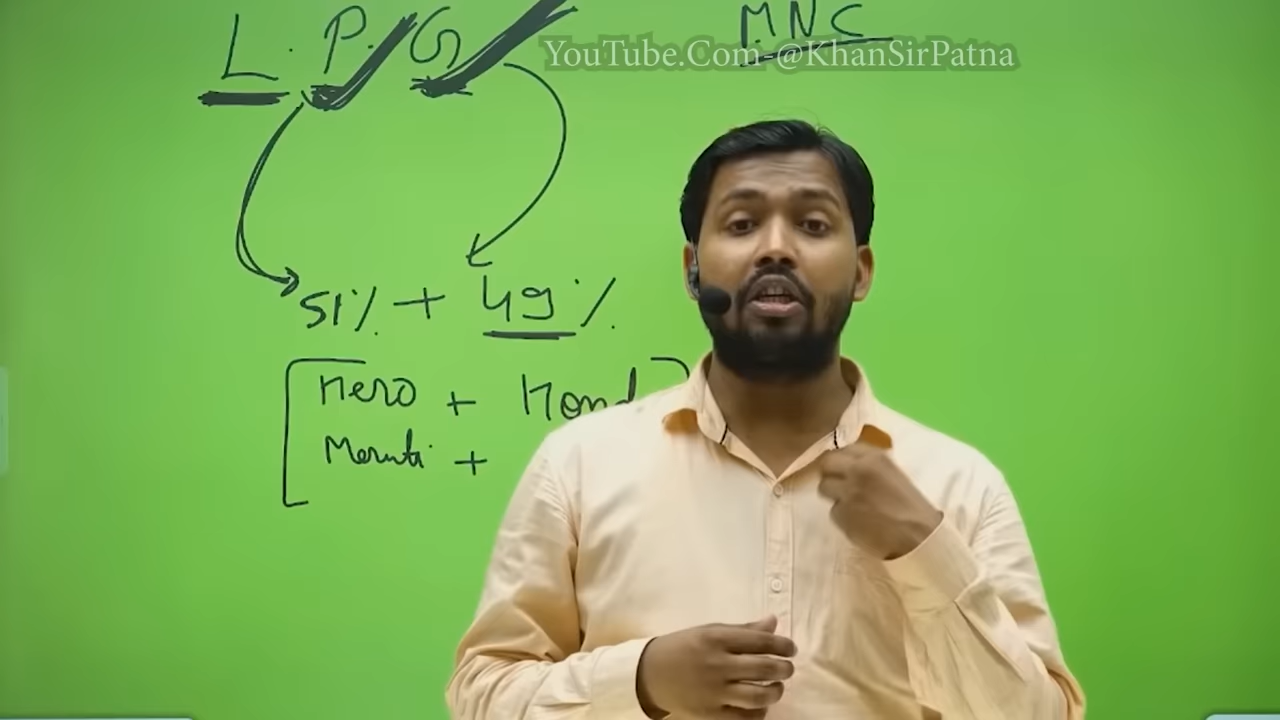 L. P. G MNC
YouTube.Com-@KhanSirPatna
51% + 49%
[Hero + Hond]
Maruti +